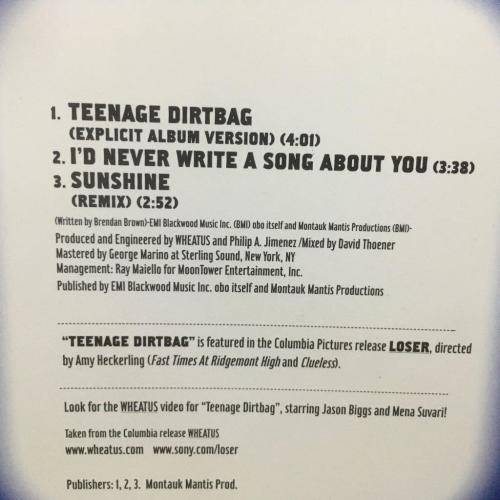 1. TEENAGE DIRTBAG
(EXPLICIT ALBUM VERSION) (4:01)
2. I'D NEVER WRITE A SONG ABOUT YOU (3:38)
3. SUNSHINE
(REMIX) (2:52)
(Written by Brendan Brown)-EMI Blackwood Music Inc. (BMI) obo itself and Montauk Mantis Productions (BMI)-
Produced and Engineered by WHEATUS and Philip A. Jimenez /Mixed by David Thoener
Mastered by George Marino at Sterling Sound, New York, NY
Management: Ray Maiello for MoonTower Entertainment, Inc.
Published by EMI Blackwood Music Inc. obo itself and Montauk Mantis Productions
"TEENAGE DIRTBAG" is featured in the Columbia Pictures release LOSER, directed
by Amy Heckerling (Fast Times At Ridgemont High and Clueless).
Look for the WHEATUS video for "Teenage Dirtbag", starring Jason Biggs and Mena Suvari!
Taken from the Columbia release WHEATUS
www.wheatus.com www.sony.com/loser
Publishers: 1, 2, 3. Montauk Mantis Prod.